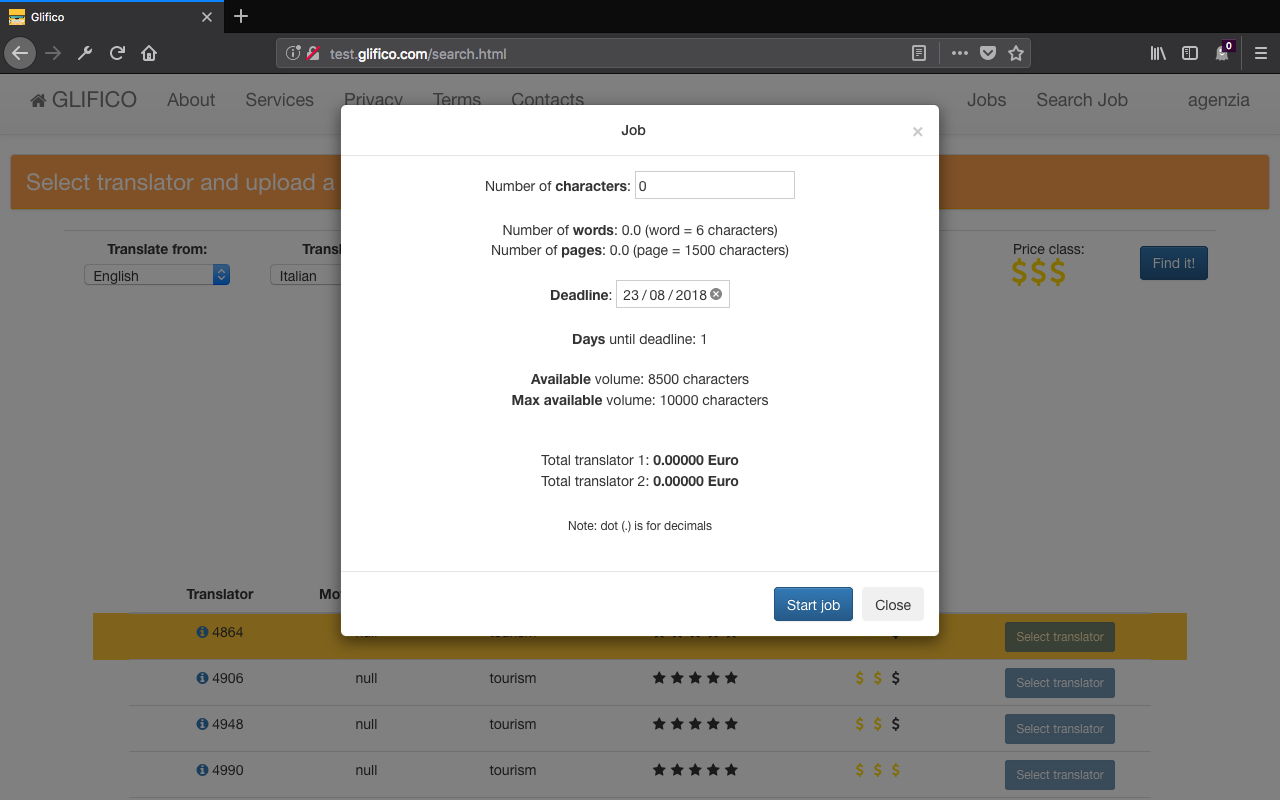 Glifico
test.glifico.com/search.html
0
GLIFICO About Services Privacy Terms Contacts Jobs Search Job agenzia
Job
×
Select translator and upload a
Number of characters: 0
Number of words: 0.0 (word = 6 characters)
Number of pages: 0.0 (page = 1500 characters)
Translate from:
English
Transl
Italian
Price class:
$$$
Find it!
Deadline: 23 / 08 / 2018
Days until deadline: 1
Available volume: 8500 characters
Max available volume: 10000 characters
Total translator 1: 0.00000 Euro
Total translator 2: 0.00000 Euro
Note: dot (.) is for decimals
Start job Close
Translator Mo
4864 null tourism Select translator
4906 null tourism $ $ $ Select translator
4948 null tourism $ $ $ Select translator
4990 null tourism $ $ $ Select translator